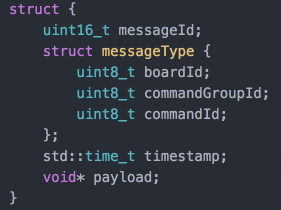 struct {
    uint16_t messageId;
    struct messageType {
        uint8_t boardId;
        uint8_t commandGroupId;
        uint8_t commandId;
    };
    std::time_t timestamp;
    void* payload;
}